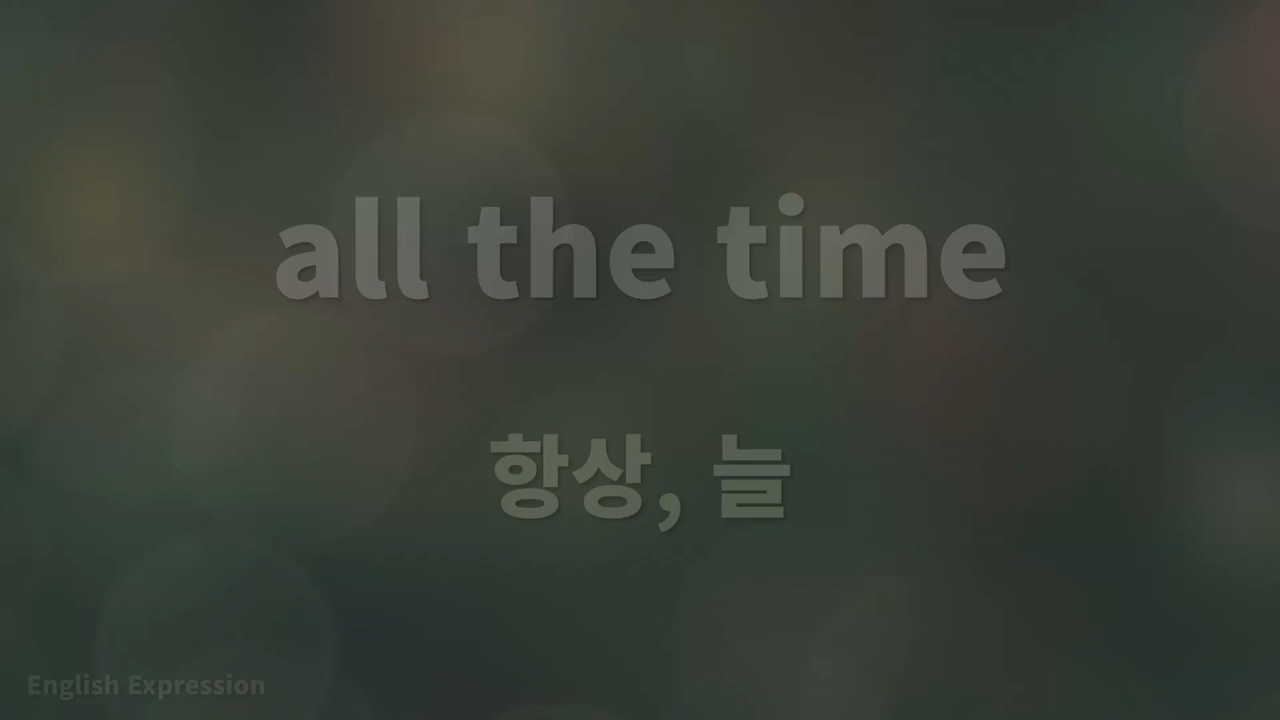 all the time
항상, 늘
English Expression